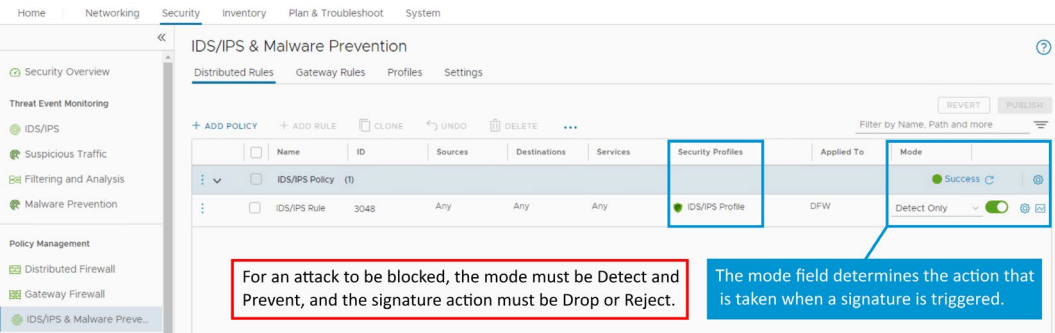 Home Networking Security Inventory Plan & Troubleshoot System
«
IDS/IPS & Malware Prevention
?
Security Overview
Distributed Rules Gateway Rules Profiles Settings
Threat Event Monitoring
REVERT PUBLISH
IDS/IPS
+ ADD POLICY + ADD RULE CLONE UNDO DELETE ...
Filter by Name, Path and more
Suspicious Traffic
Name ID Sources Destinations Services Security Profiles Applied To Mode
Filtering and Analysis
IDS/IPS Policy (1) Success
Malware Prevention
IDS/IPS Rule 3048 Any Any Any IDS/IPS Profile DFW Detect Only
Policy Management
Distributed Firewall
Gateway Firewall
IDS/IPS & Malware Preve...
For an attack to be blocked, the mode must be Detect and
Prevent, and the signature action must be Drop or Reject.
The mode field determines the action that
is taken when a signature is triggered.